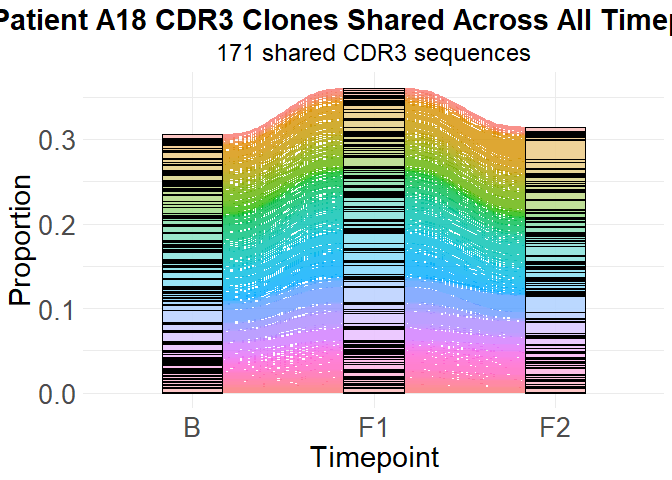 Patient A18 CDR3 Clones Shared Across All
171 shared CDR3 sequences
Proportion
0.3
0.2
0.1
0.0
B F1 F2
Timepoint